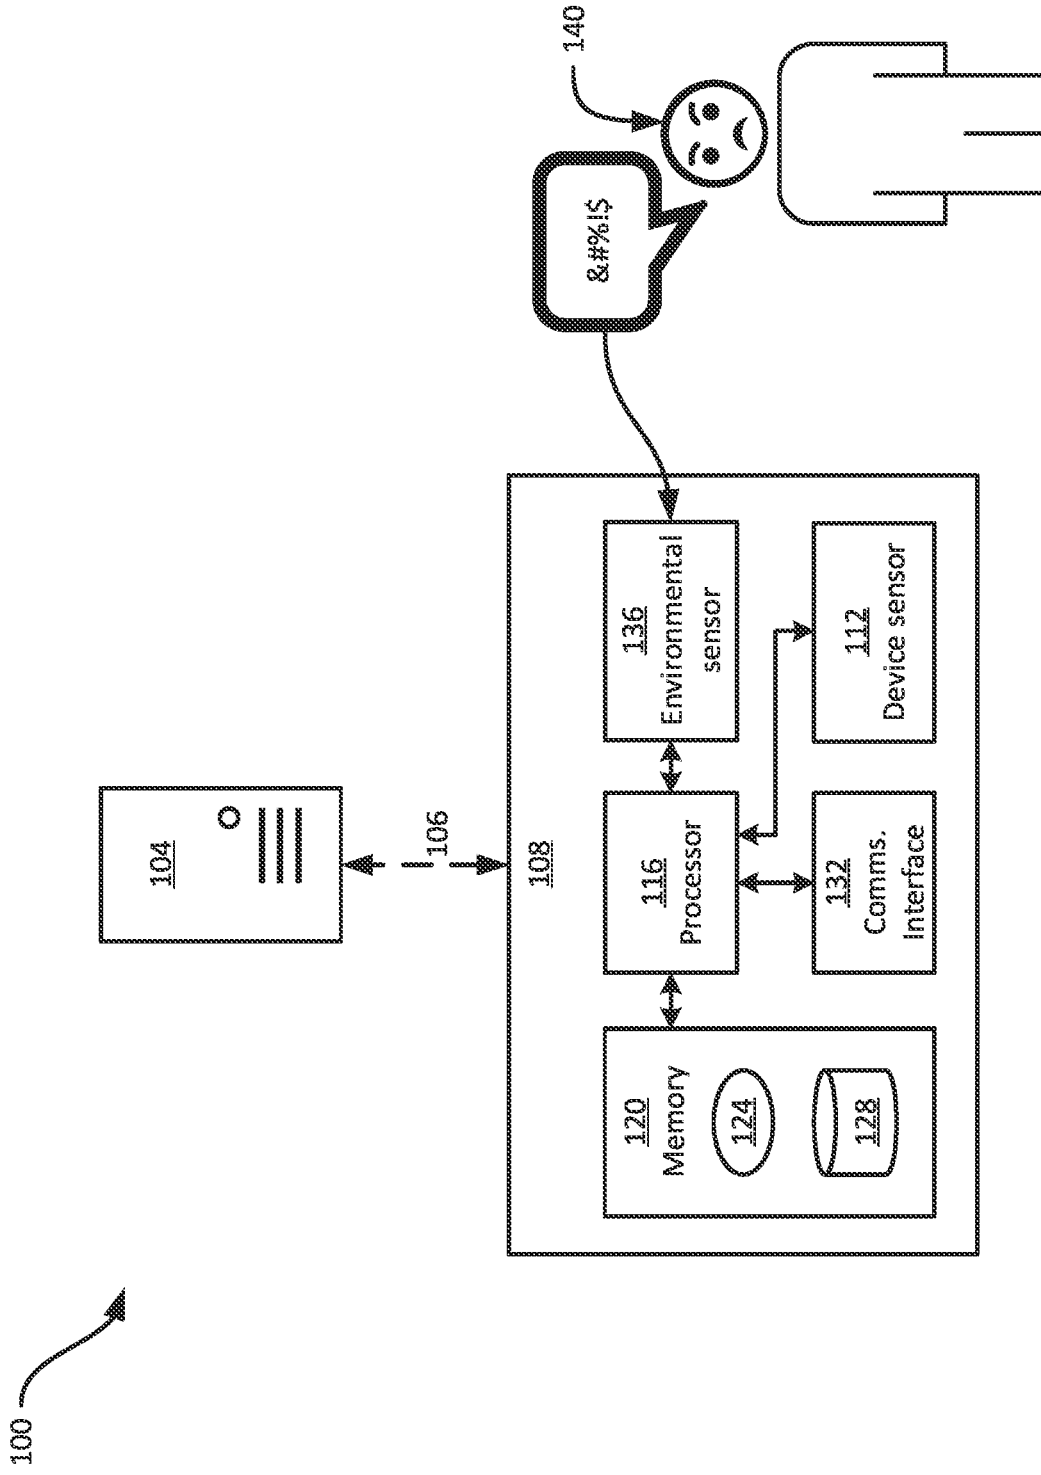 100
104
106
108
120
Memory
124
128
116
Processor
132
Comms.
Interface
136
Environmental
sensor
112
Device sensor
&#%!$
140